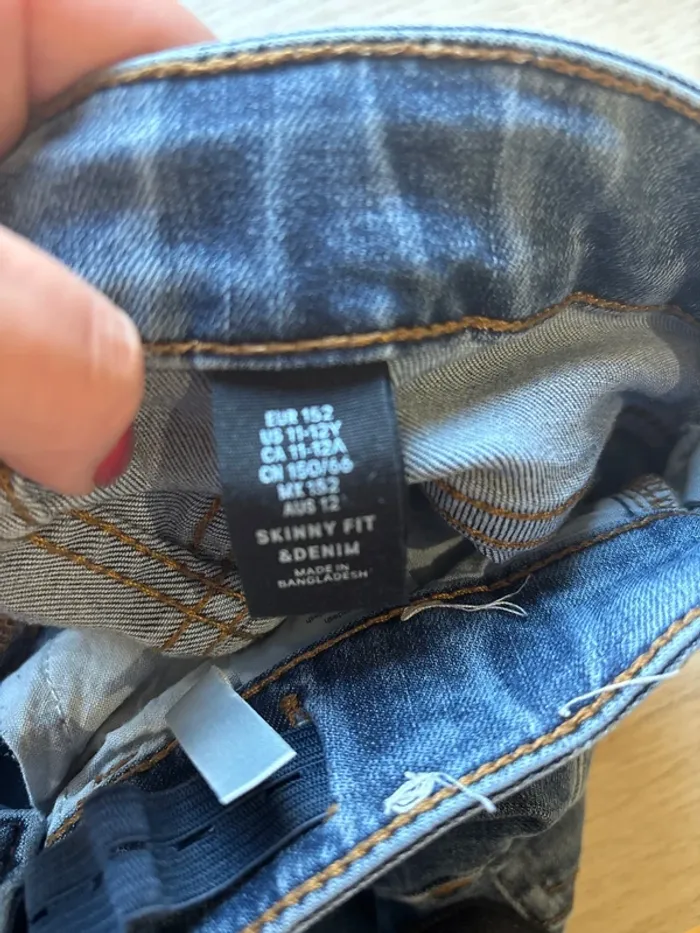 EUR 152
US 11-12Y
CA 11-12A
CN 150/66
MX 152
AUS 12
SKINNY FIT
&DENIM
MADE IN
BANGLADESH